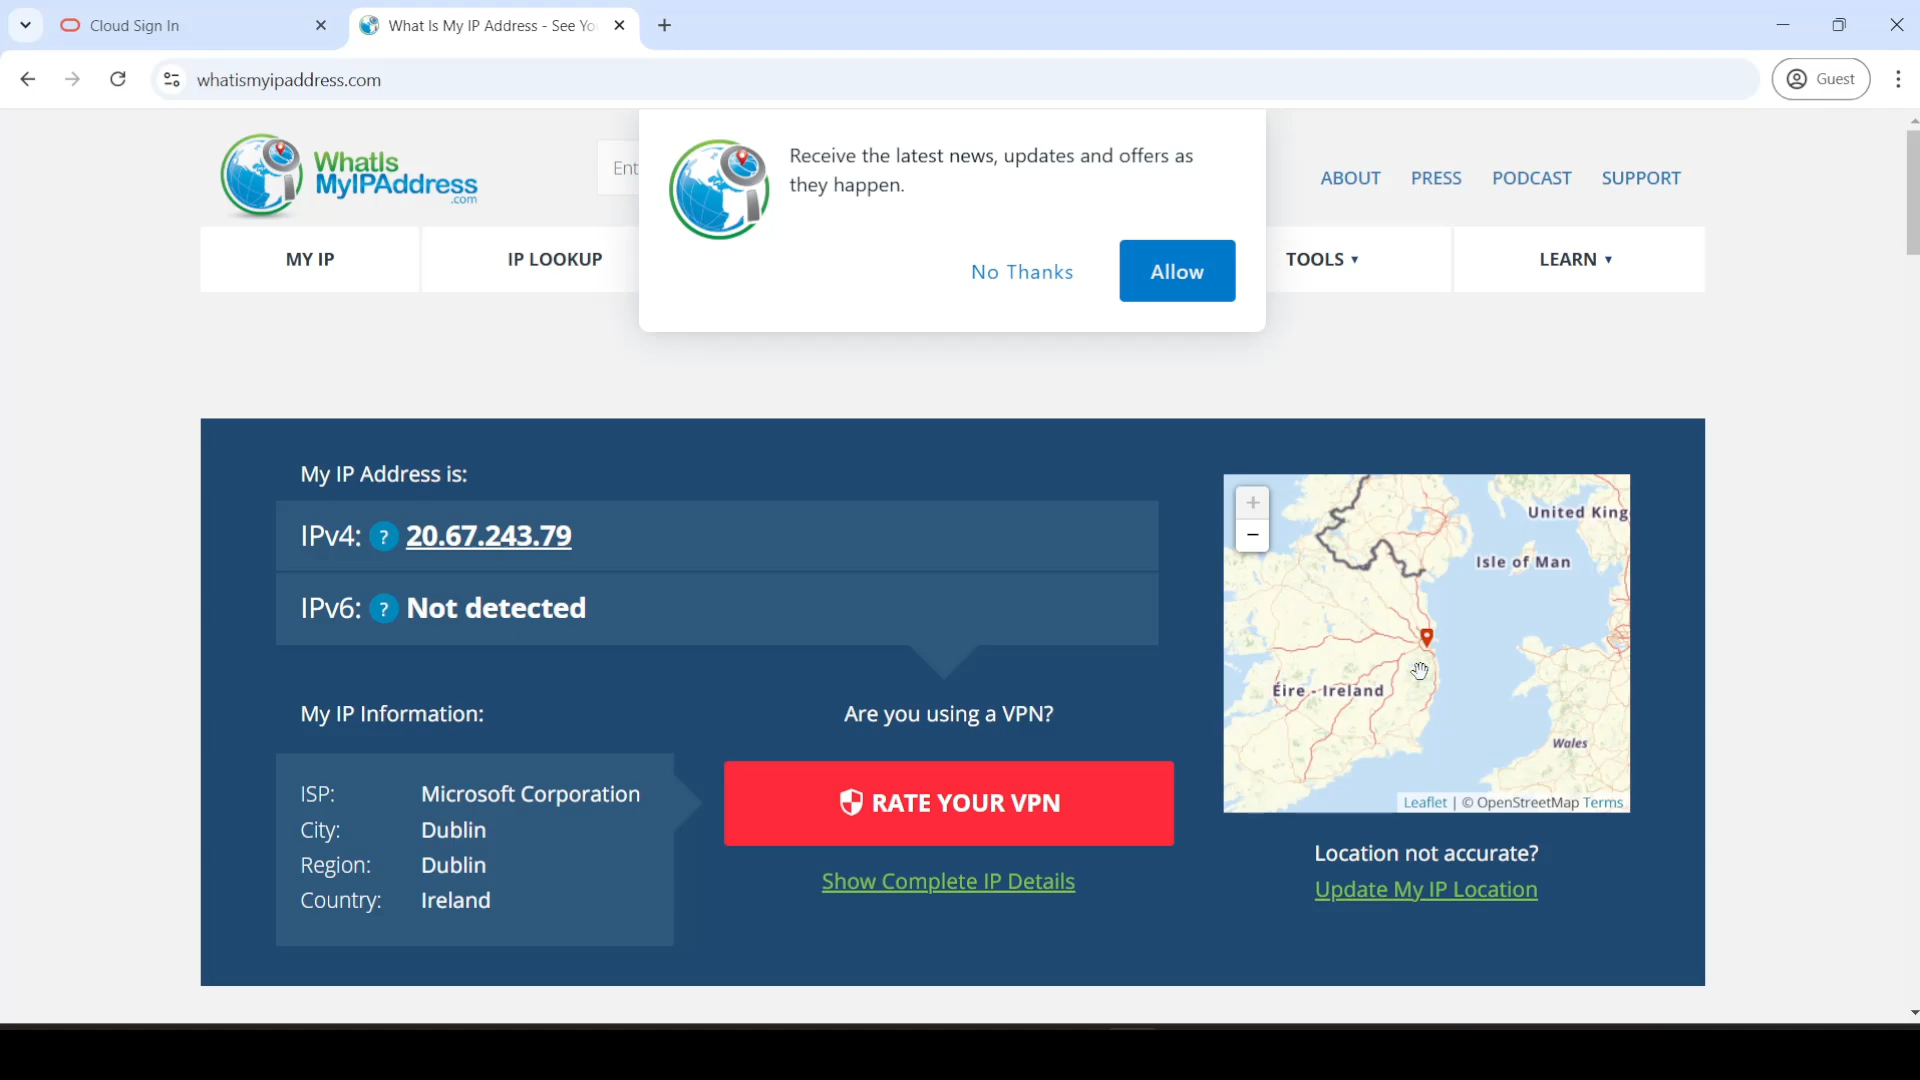 Cloud Sign In
What Is My IP Address - See Yo
whatismyipaddress.com
Guest
WhatIs
MyIPAddress
.com
Ent
Receive the latest news, updates and offers as
they happen.
No Thanks
Allow
ABOUT
PRESS
PODCAST
SUPPORT
MY IP
IP LOOKUP
TOOLS ▾
LEARN ▾
My IP Address is:
IPv4: ? 20.67.243.79
IPv6: ? Not detected
My IP Information:
ISP: Microsoft Corporation
City: Dublin
Region: Dublin
Country: Ireland
Are you using a VPN?
RATE YOUR VPN
Show Complete IP Details
+
−
United King
Isle of Man
Éire - Ireland
Wales
Leaflet | © OpenStreetMap Terms
Location not accurate?
Update My IP Location